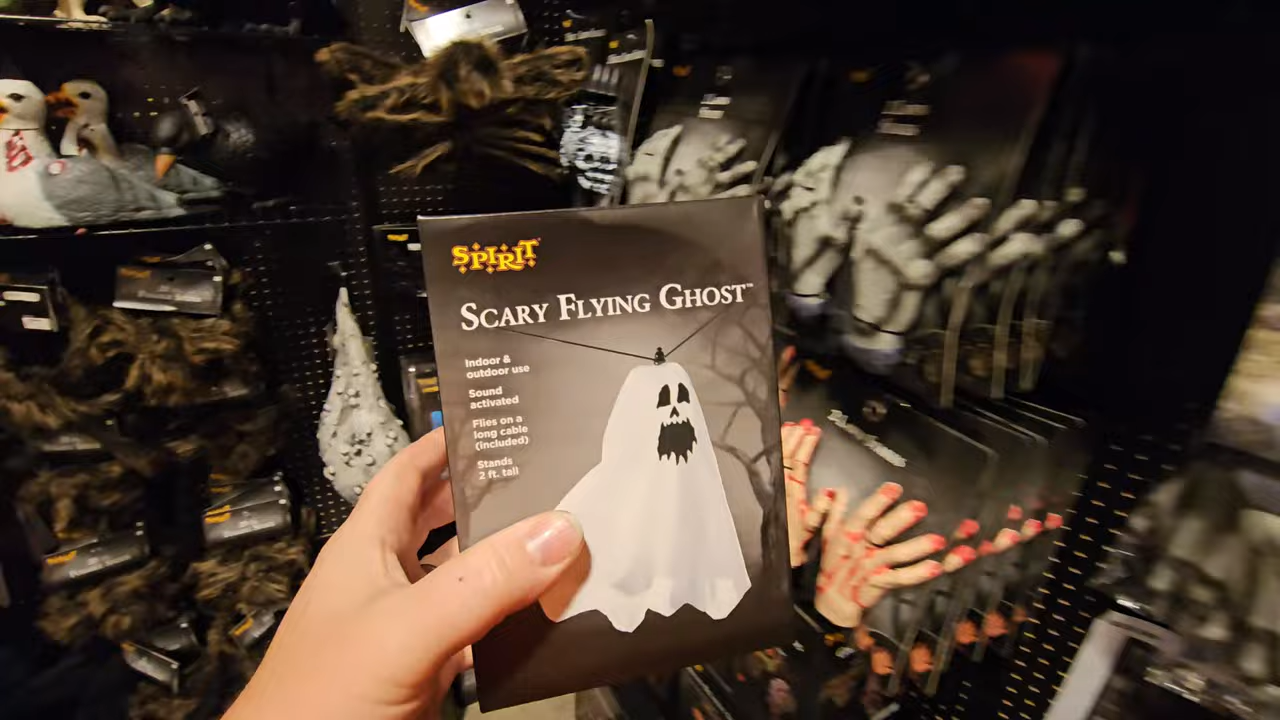 SPIRIT
SCARY FLYING GHOST™
Indoor &
outdoor use
Sound
activated
Flies on a
long cable
(included)
Stands
2 ft. tall